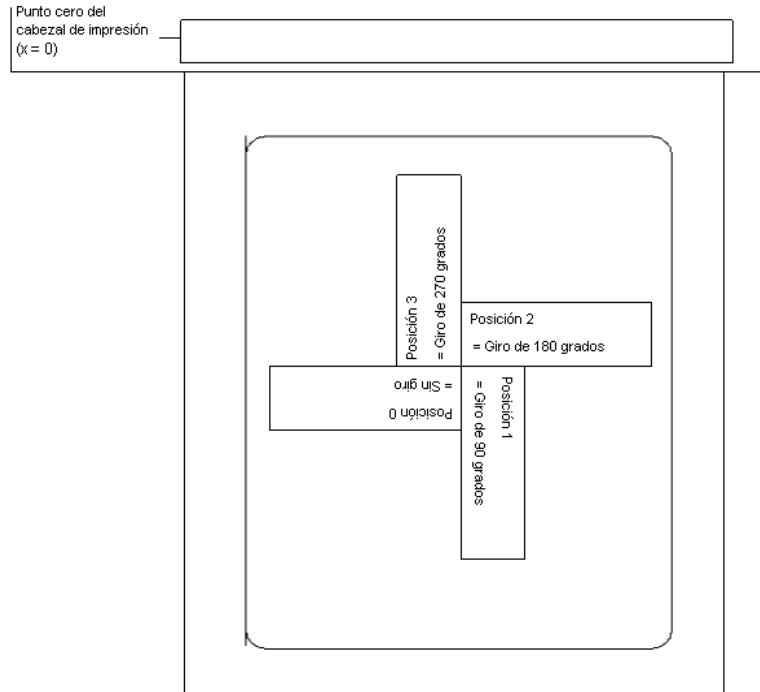 Punto cero del
cabezal de impresión
(x = 0)
Posición 3
= Giro de 270 grados
Posición 2
= Giro de 180 grados
Posición 0
= Sin giro
Posición 1
= Giro de 90 grados